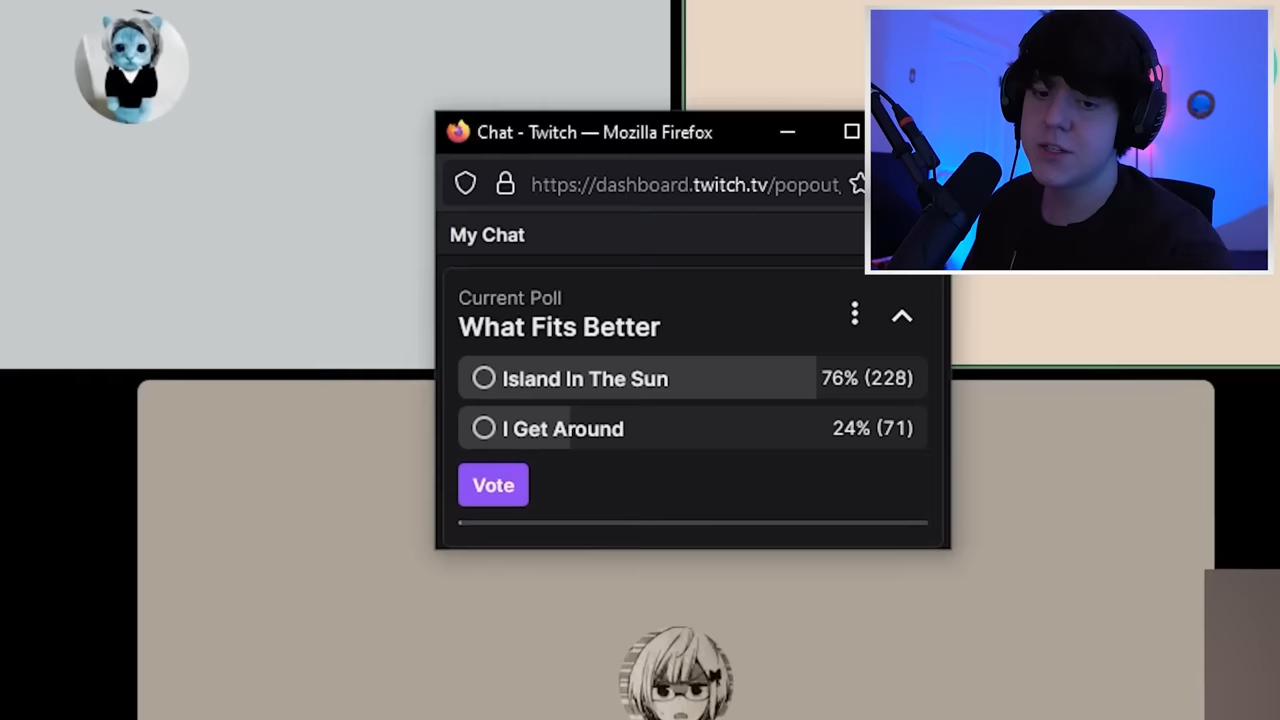 Chat - Twitch — Mozilla Firefox
https://dashboard.twitch.tv/popout
My Chat
Current Poll
What Fits Better
Island In The Sun 76% (228)
I Get Around 24% (71)
Vote